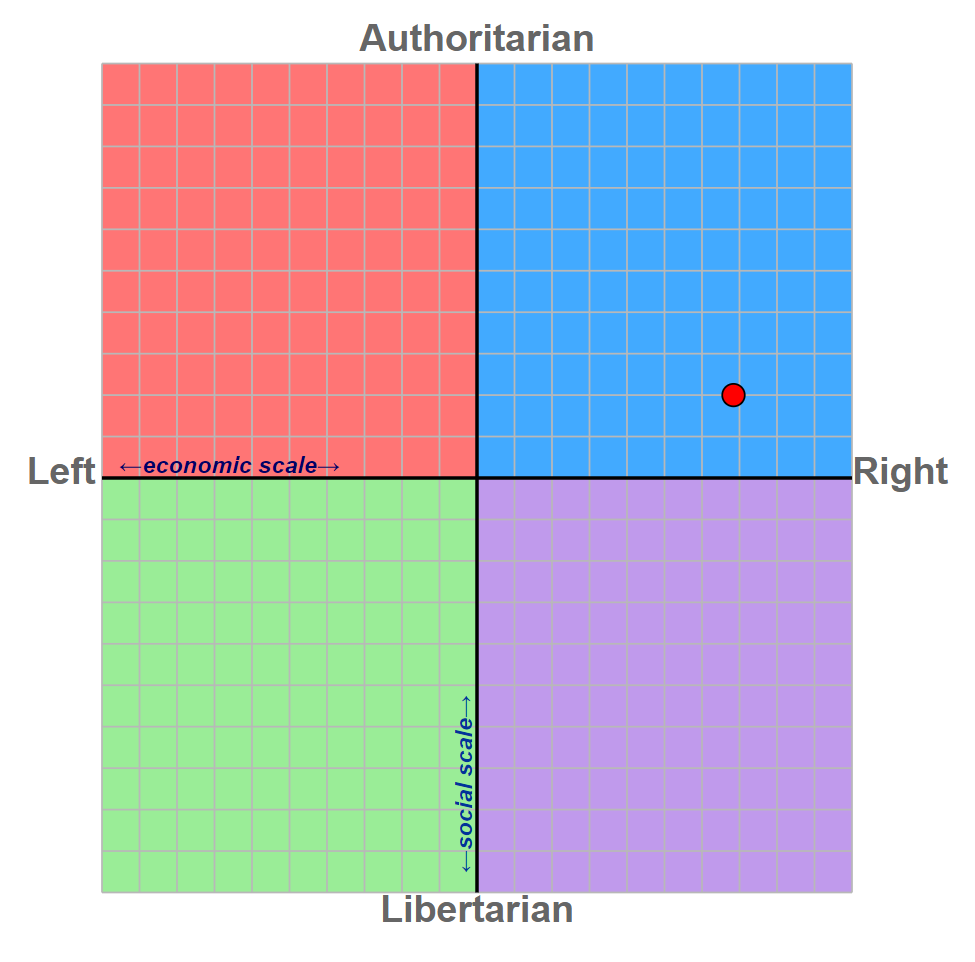 Authoritarian
←economic scale→
Left
Right
←social scale→
Libertarian